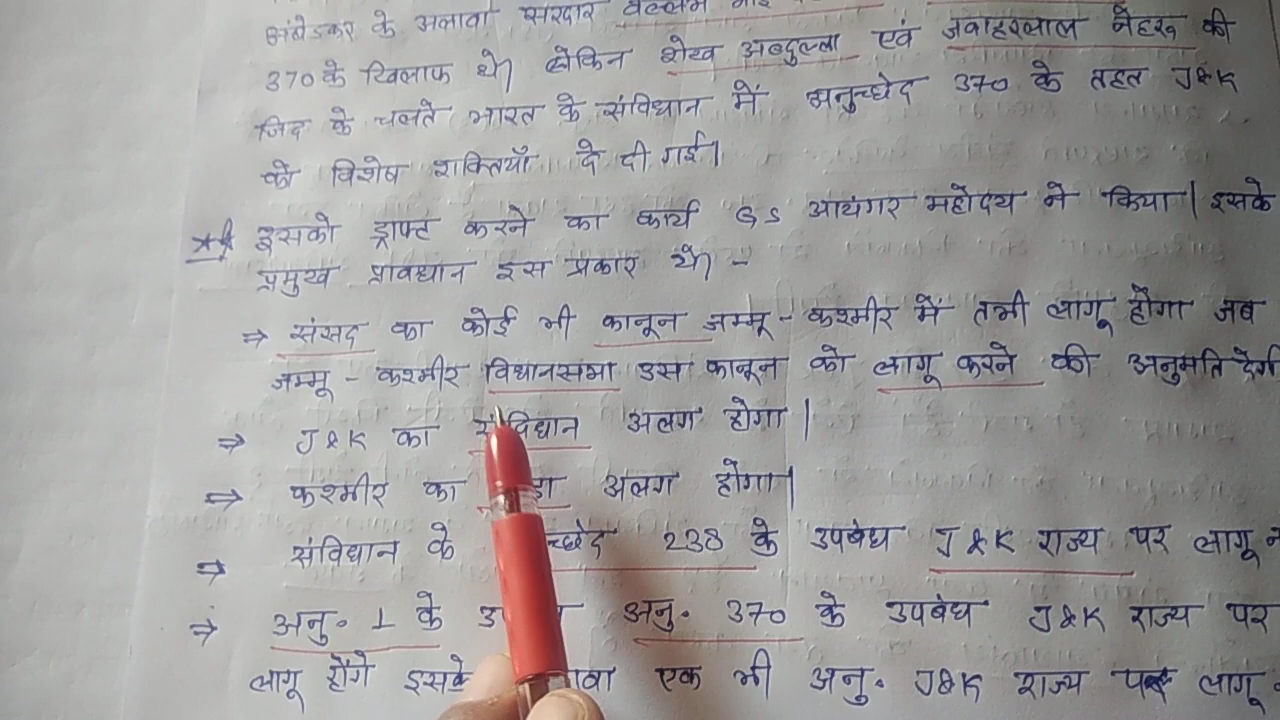 अंबेडकर के अलावा सरदार वल्लभ भाई
370 के खिलाफ थे। लेकिन शेख अब्दुल्ला एवं जवाहरलाल नेहरू की
जिद के चलते भारत के संविधान में अनुच्छेद 370 के तहत J&K
को विशेष शक्तियाँ दे दी गई।
इसको ड्राफ्ट करने का कार्य G S आयंगर महोदय ने किया। इसके
प्रमुख प्रावधान इस प्रकार थे। -
⇒ संसद का कोई भी कानून जम्मू - कश्मीर में तभी लागू होगा जब
जम्मू - कश्मीर विधानसभा उस कानून को लागू करने की अनुमति देगी
⇒ J&K का संविधान अलग होगा।
⇒ कश्मीर का अलग होगा।
⇒ संविधान के 238 के उपबंध J&K राज्य पर लागू
⇒ अनु. 1 के अनु. 370 के उपबंध J&K राज्य पर
लागू होंगे इसके एक भी अनु. J&K राज्य पर लागू